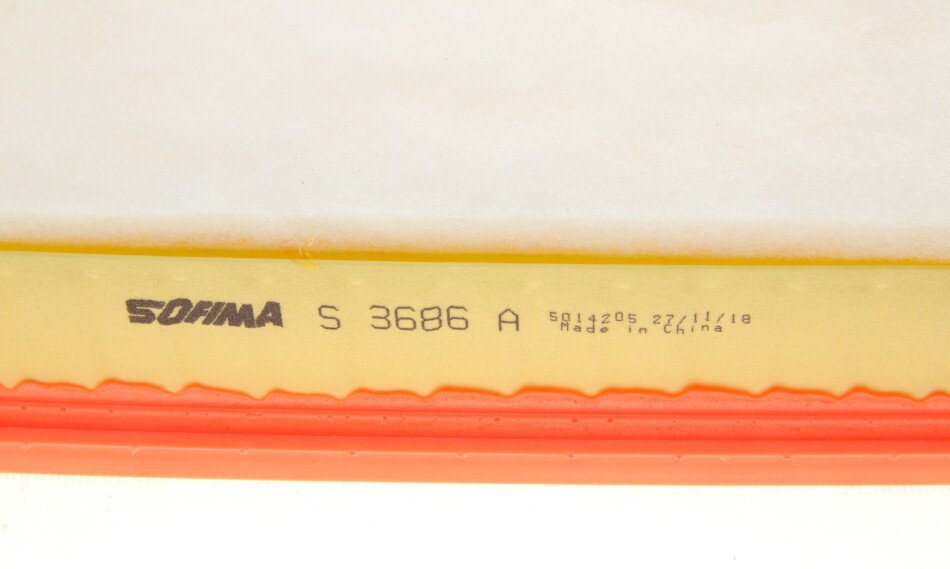 SOFIMA S 3686 A 5014205 27/11/18
Made in China